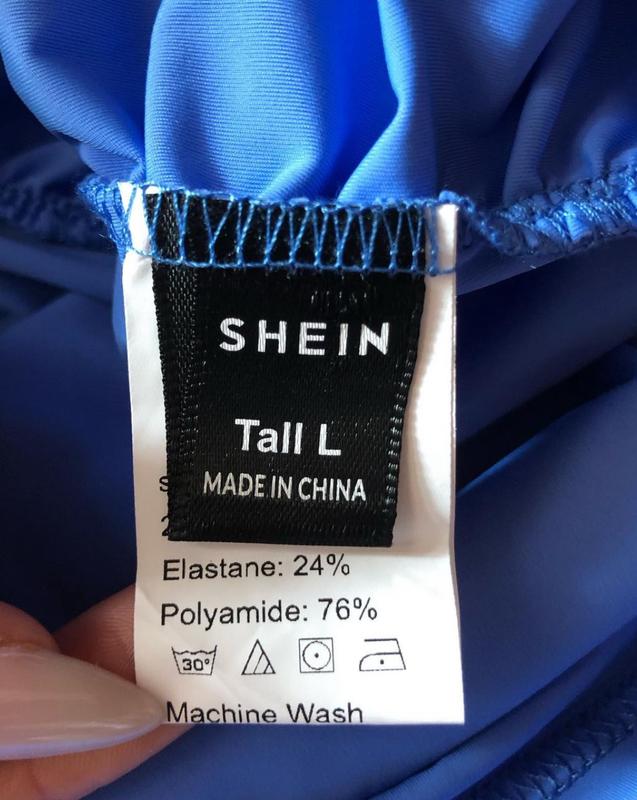 SHEIN
Tall L
MADE IN CHINA
Elastane: 24%
Polyamide: 76%
30°
Machine Wash